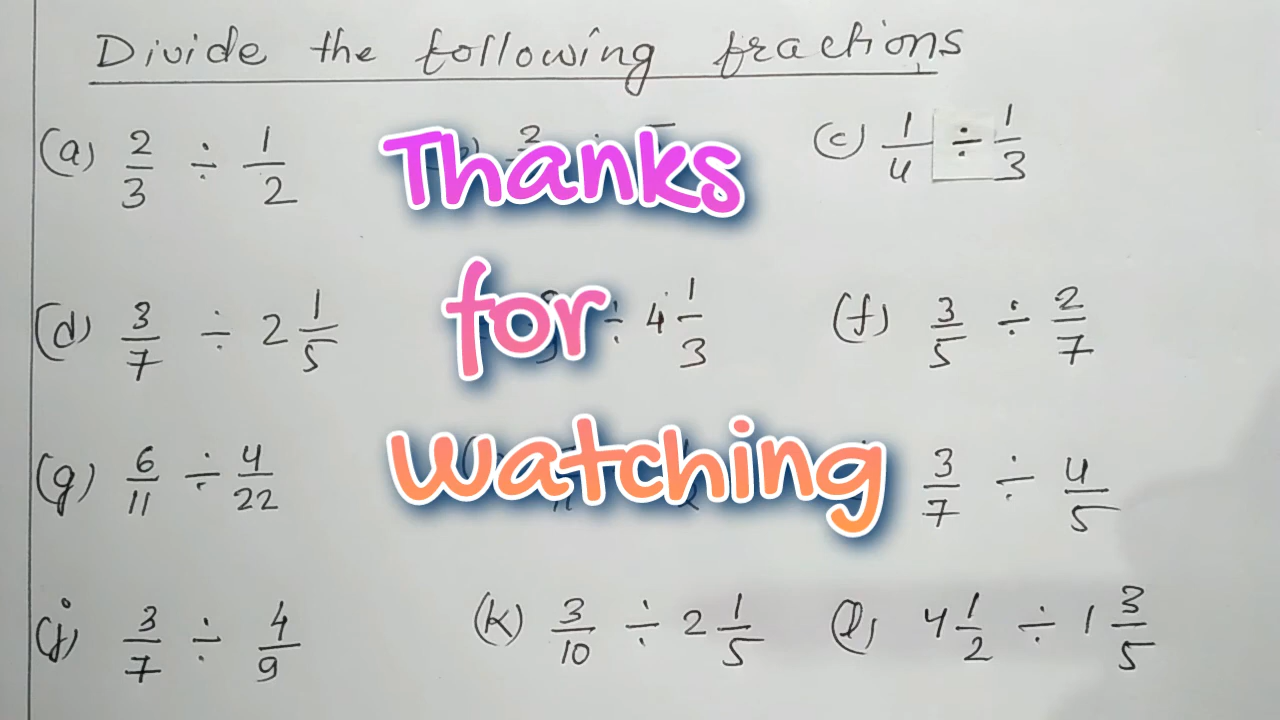 Divide the following fractions
(a) 2/3 ÷ 1/2
(c) 1/4 ÷ 1/3
Thanks
(d) 3/7 ÷ 2 1/5
for
÷ 4 1/3
(f) 3/5 ÷ 2/7
(g) 6/11 ÷ 4/22
Watching
3/7 ÷ 4/5
(j) 3/7 ÷ 4/9
(k) 3/10 ÷ 2 1/5
(l) 4 1/2 ÷ 1 3/5